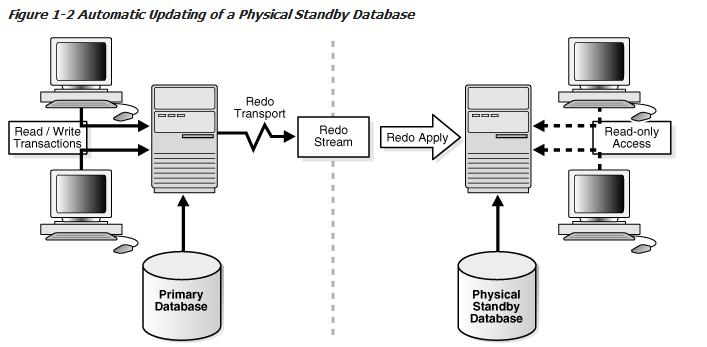 Figure 1-2 Automatic Updating of a Physical Standby Database
Read / Write
Transactions
Redo
Transport
Redo
Stream
Redo Apply
Read-only
Access
Primary
Database
Physical
Standby
Database